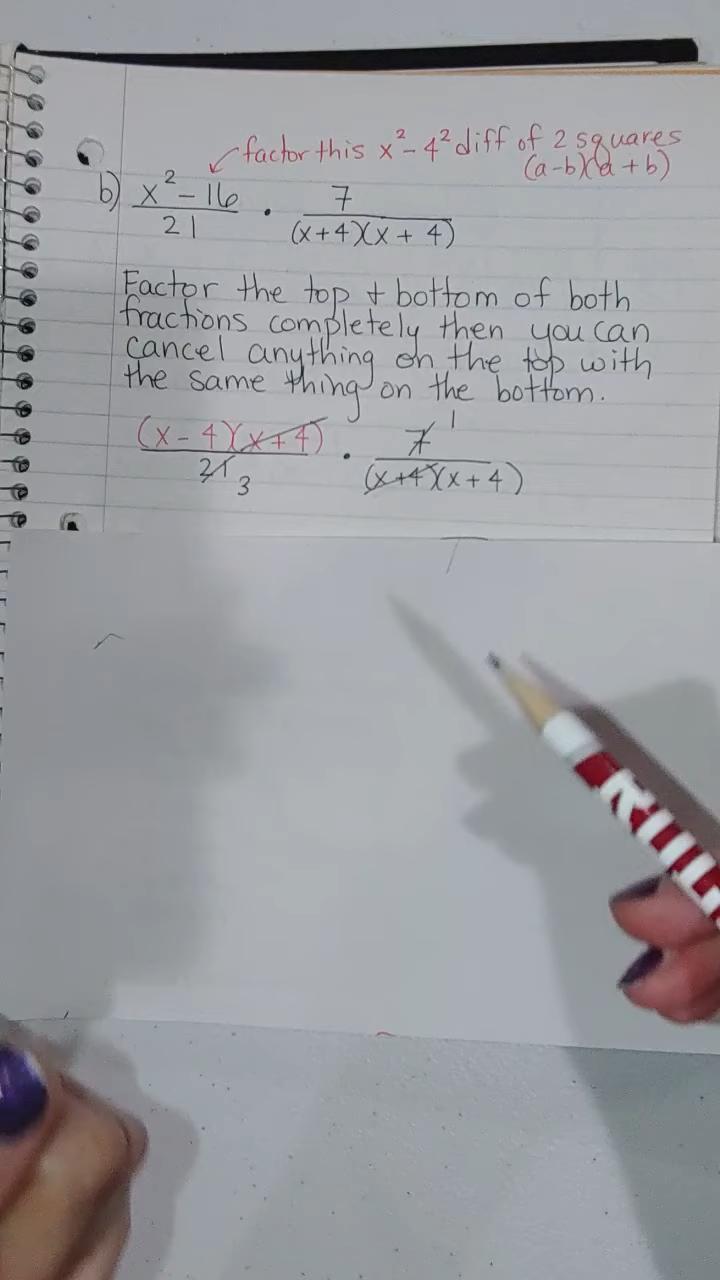 factor this x² - 4² diff of 2 squares
(a-b)(a+b)
b) x² - 16 / 21 · 7 / (x+4)(x+4)
Factor the top + bottom of both
fractions completely then you can
cancel anything on the top with
the same thing on the bottom.
(x-4)(x+4) / 21 3 · 7 1 / (x+4)(x+4)